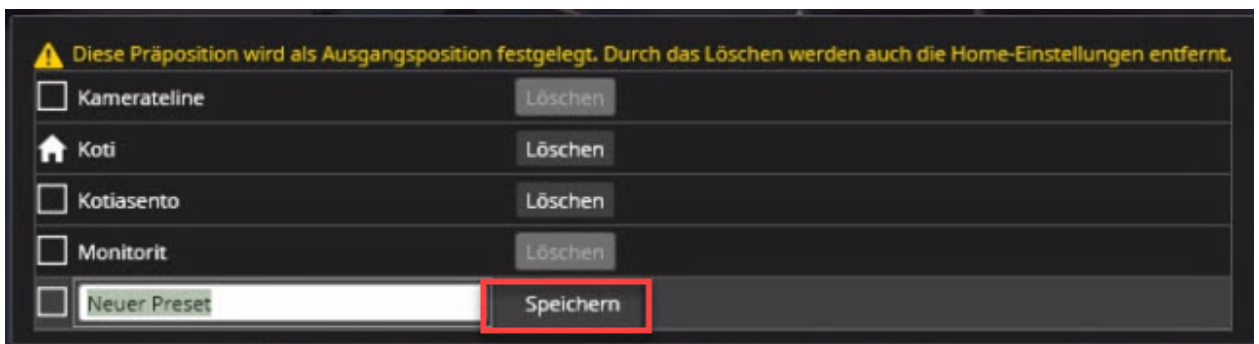 Diese Präposition wird als Ausgangsposition festgelegt. Durch das Löschen werden auch die Home-Einstellungen entfernt.
Kamerateline Löschen
Koti Löschen
Kotiasento Löschen
Monitorit Löschen
Neuer Preset Speichern